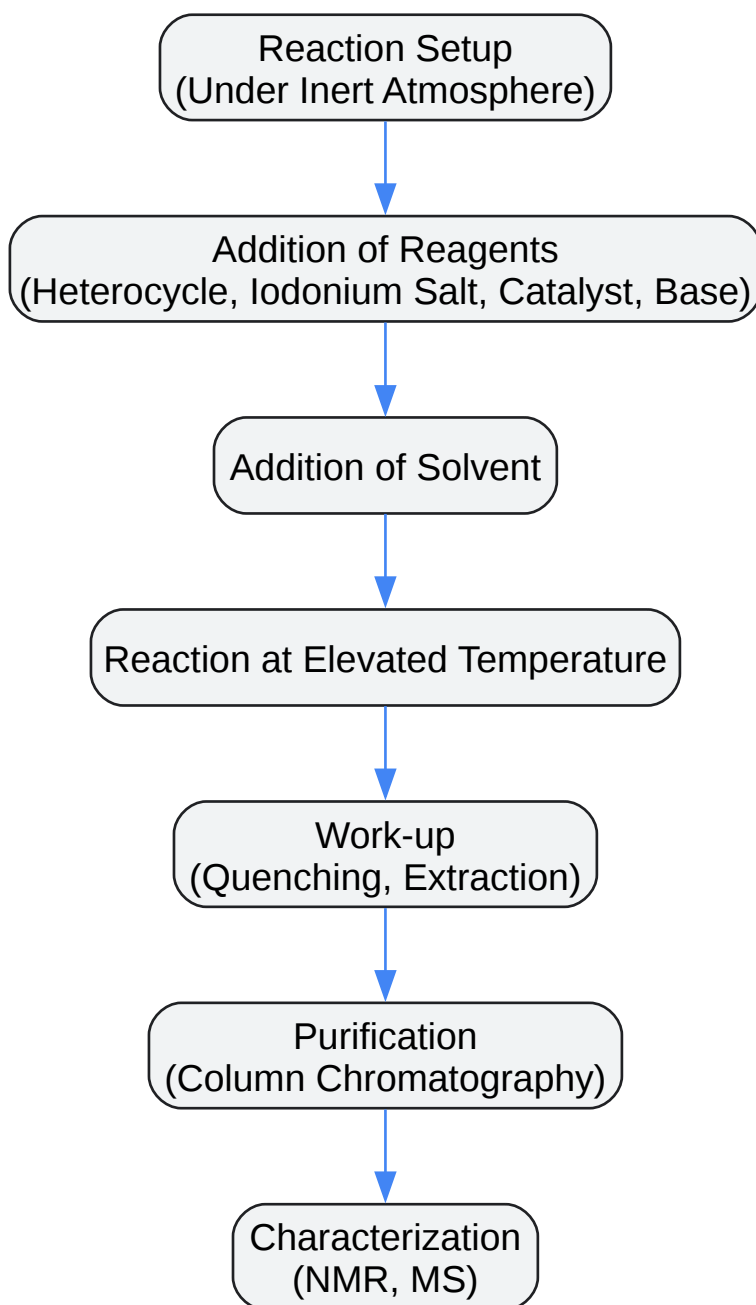 Reaction Setup
(Under Inert Atmosphere)
Addition of Reagents
(Heterocycle, Iodonium Salt, Catalyst, Base)
Addition of Solvent
Reaction at Elevated Temperature
Work-up
(Quenching, Extraction)
Purification
(Column Chromatography)
Characterization
(NMR, MS)